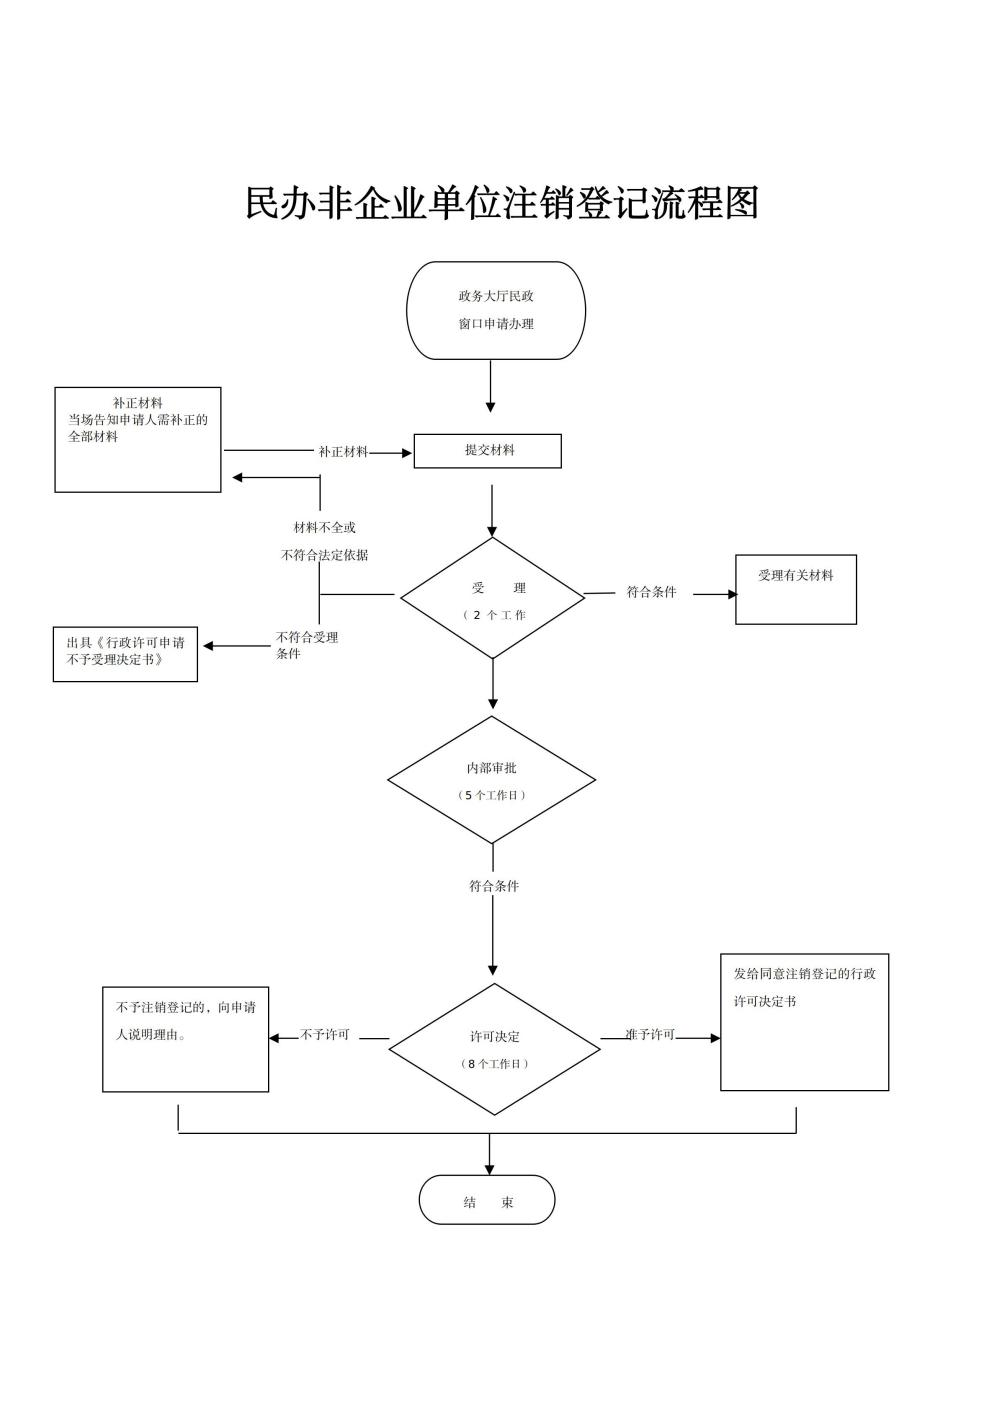 民办非企业单位注销登记流程图
政务大厅民政
窗口申请办理
补正材料
当场告知申请人需补正的
全部材料
补正材料
提交材料
材料不全或
不符合法定依据
受 理
（ 2 个 工 作
符合条件
受理有关材料
不符合受理
条件
出具《行政许可申请
不予受理决定书》
内部审批
（5 个工作日）
符合条件
不予注销登记的，向申请
人说明理由。
不予许可
许可决定
（8 个工作日）
准予许可
发给同意注销登记的行政
许可决定书
结 束